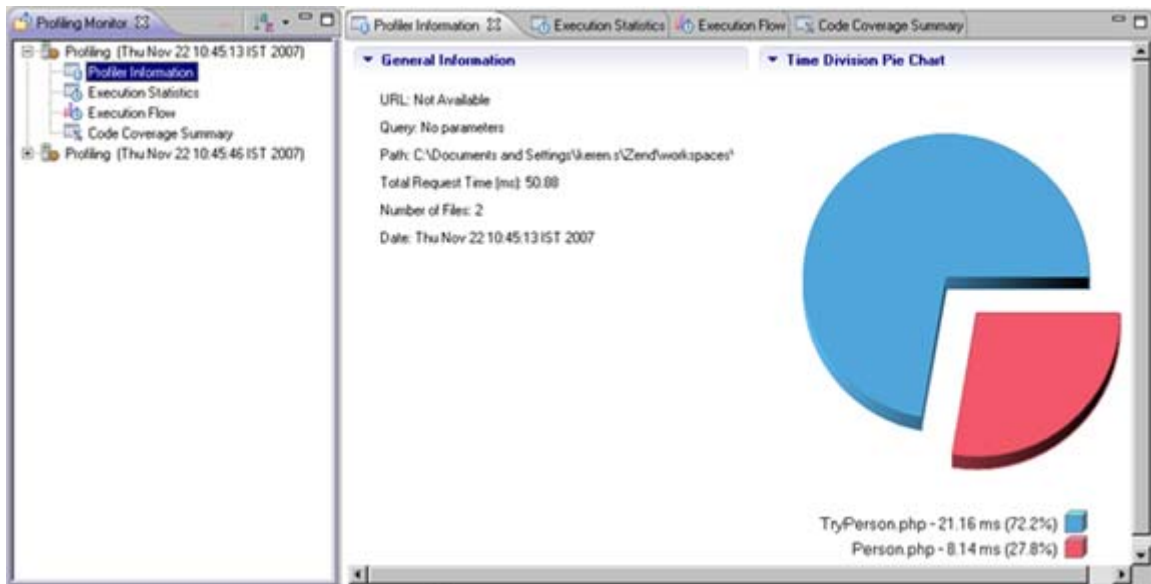 Profiling Monitor
Profiling (Thu Nov 22 10:45:13 IST 2007)
Profiler Information
Execution Statistics
Execution Flow
Code Coverage Summary
Profiling (Thu Nov 22 10:45:46 IST 2007)
Profiler Information
Execution Statistics
Execution Flow
Code Coverage Summary
General Information
URL: Not Available
Query: No parameters
Path: C:\Documents and Settings\keren.s\Zend\workspaces\
Total Request Time (ms): 50.88
Number of Files: 2
Date: Thu Nov 22 10:45:13 IST 2007
Time Division Pie Chart
TryPerson.php - 21.16 ms (72.2%)
Person.php - 8.14 ms (27.8%)